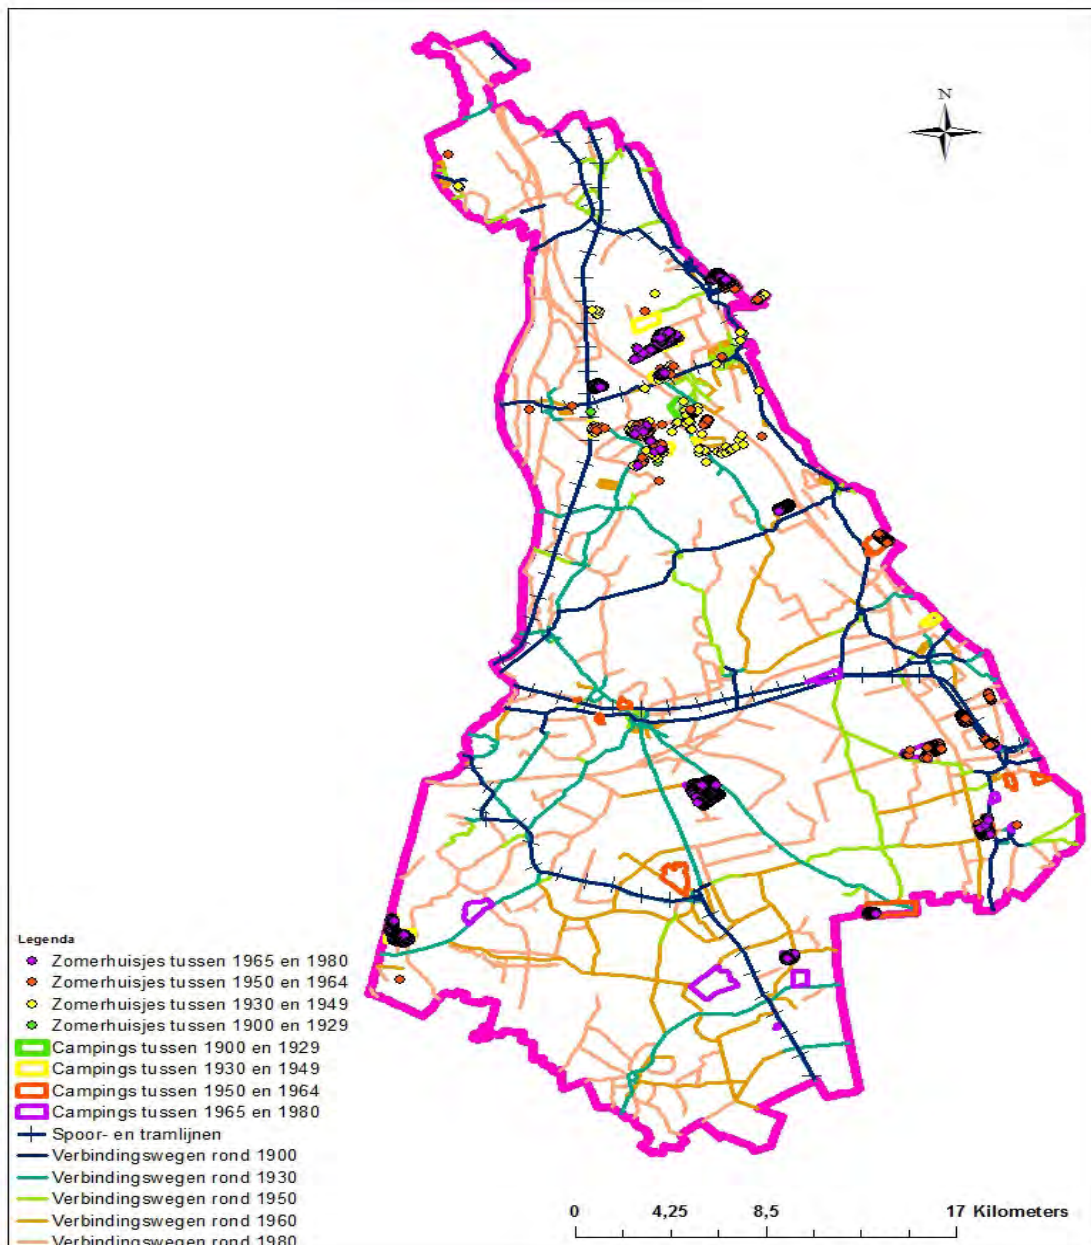 N
Legenda
Zomerhuisjes tussen 1965 en 1980
Zomerhuisjes tussen 1950 en 1964
Zomerhuisjes tussen 1930 en 1949
Zomerhuisjes tussen 1900 en 1929
Campings tussen 1900 en 1929
Campings tussen 1930 en 1949
Campings tussen 1950 en 1964
Campings tussen 1965 en 1980
Spoor- en tramlijnen
Verbindingswegen rond 1900
Verbindingswegen rond 1930
Verbindingswegen rond 1950
Verbindingswegen rond 1960
Verbindingswegen rond 1980
0 4,25 8,5 17 Kilometers